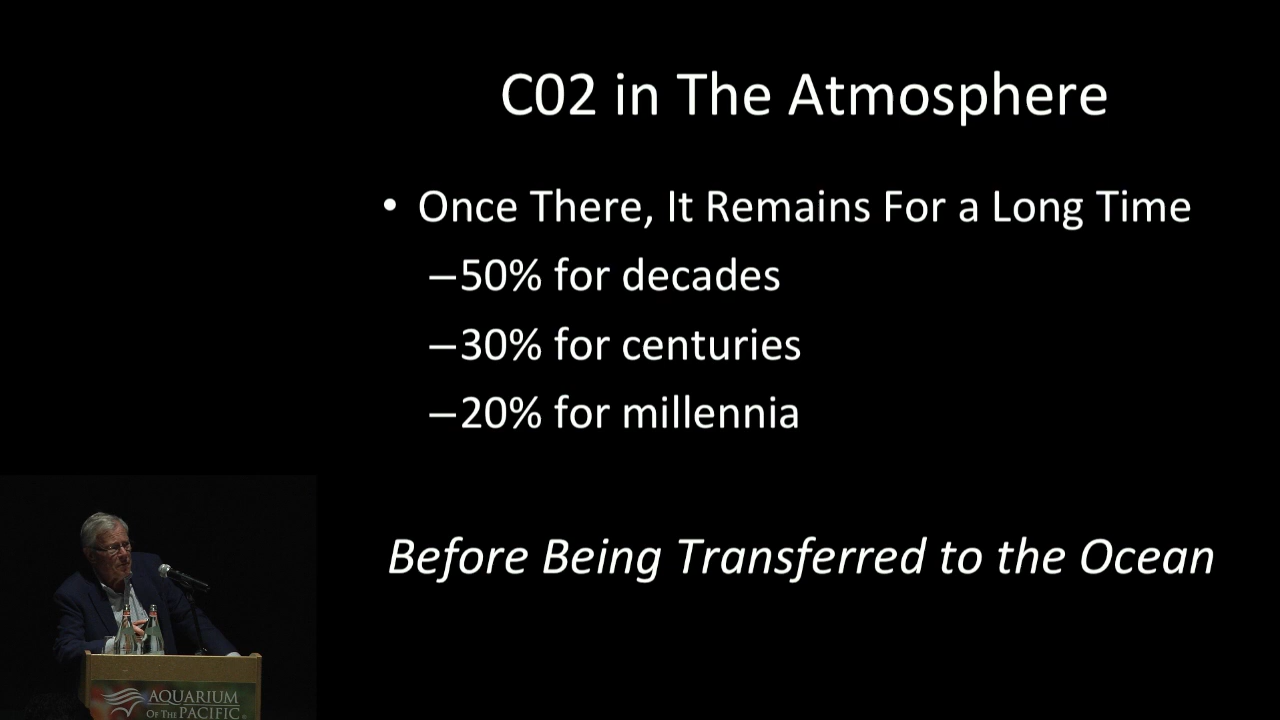 C02 in The Atmosphere
• Once There, It Remains For a Long Time
–50% for decades
–30% for centuries
–20% for millennia
Before Being Transferred to the Ocean
AQUARIUM
OF THE PACIFIC